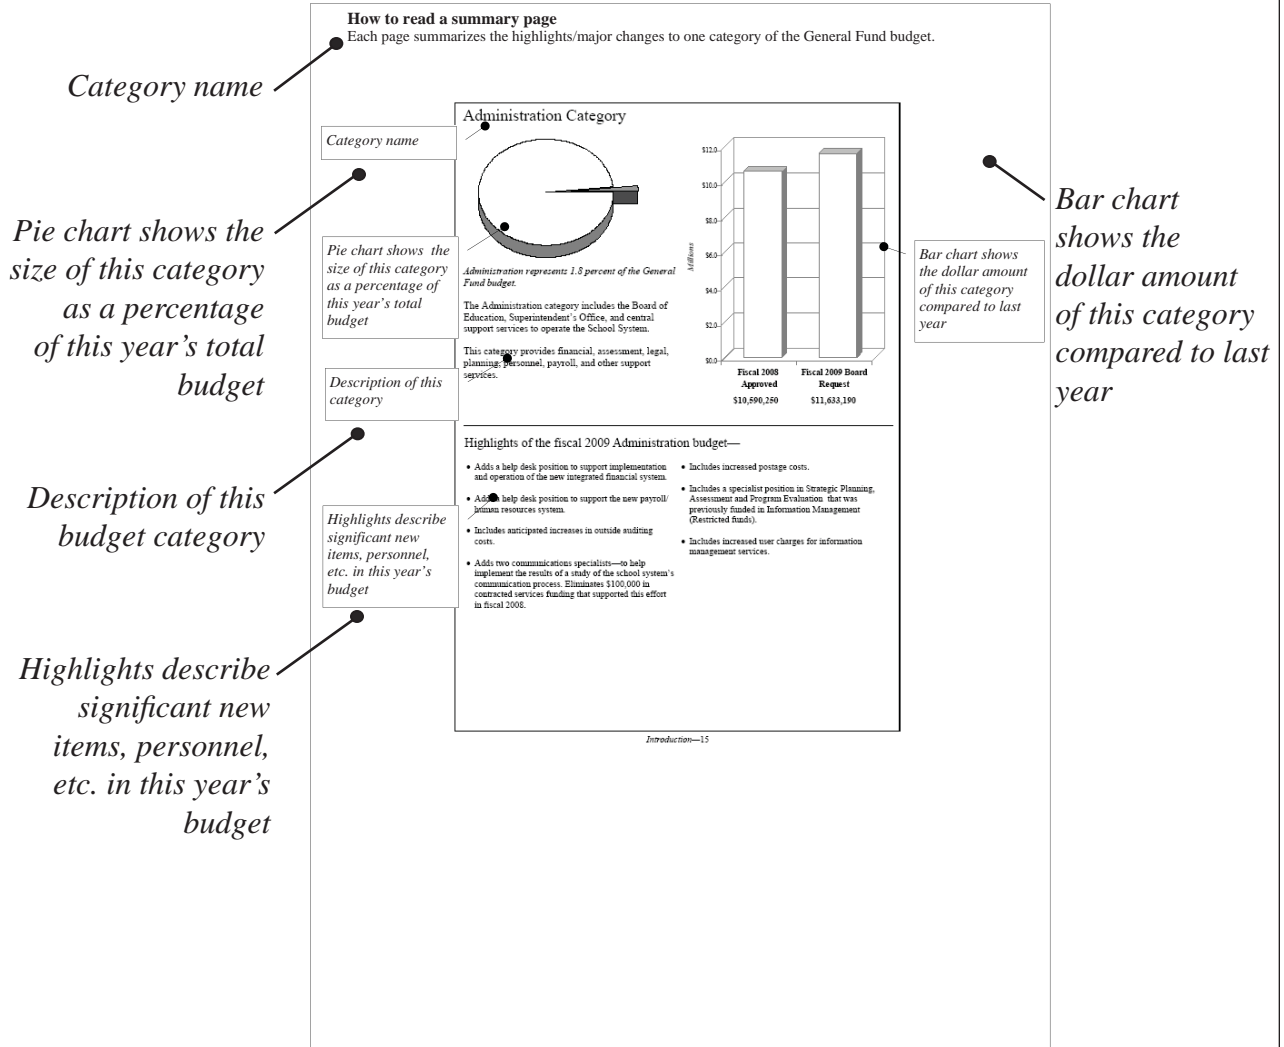 How to read a summary page
Each page summarizes the highlights/major changes to one category of the General Fund budget.
Category name
Pie chart shows the
size of this category
as a percentage
of this year’s total
budget
Description of this
budget category
Highlights describe
significant new
items, personnel,
etc. in this year’s
budget
Category name
Pie chart shows the
size of this category
as a percentage of
this year’s total
budget
Description of this
category
Highlights describe
significant new
items, personnel,
etc. in this year’s
budget
Administration Category
Administration represents 1.8 percent of the General
Fund budget.
The Administration category includes the Board of
Education, Superintendent’s Office, and central
support services to operate the School System.
This category provides financial, assessment, legal,
planning, personnel, payroll, and other support
services.
Millions
$12.0
$10.0
$8.0
$6.0
$4.0
$2.0
$0.0
Fiscal 2008
Approved
$10,590,250
Fiscal 2009 Board
Request
$11,633,190
Highlights of the fiscal 2009 Administration budget—
• Adds a help desk position to support implementation
and operation of the new integrated financial system.
• Adds a help desk position to support the new payroll/
human resources system.
• Includes anticipated increases in outside auditing
costs.
• Adds two communications specialists—to help
implement the results of a study of the school system’s
communication process. Eliminates $100,000 in
contracted services funding that supported this effort
in fiscal 2008.
• Includes increased postage costs.
• Includes a specialist position in Strategic Planning,
Assessment and Program Evaluation that was
previously funded in Information Management
(Restricted funds).
• Includes increased user charges for information
management services.
Introduction—15
Bar chart shows
the dollar amount
of this category
compared to last
year
Bar chart
shows the
dollar amount
of this category
compared to last
year